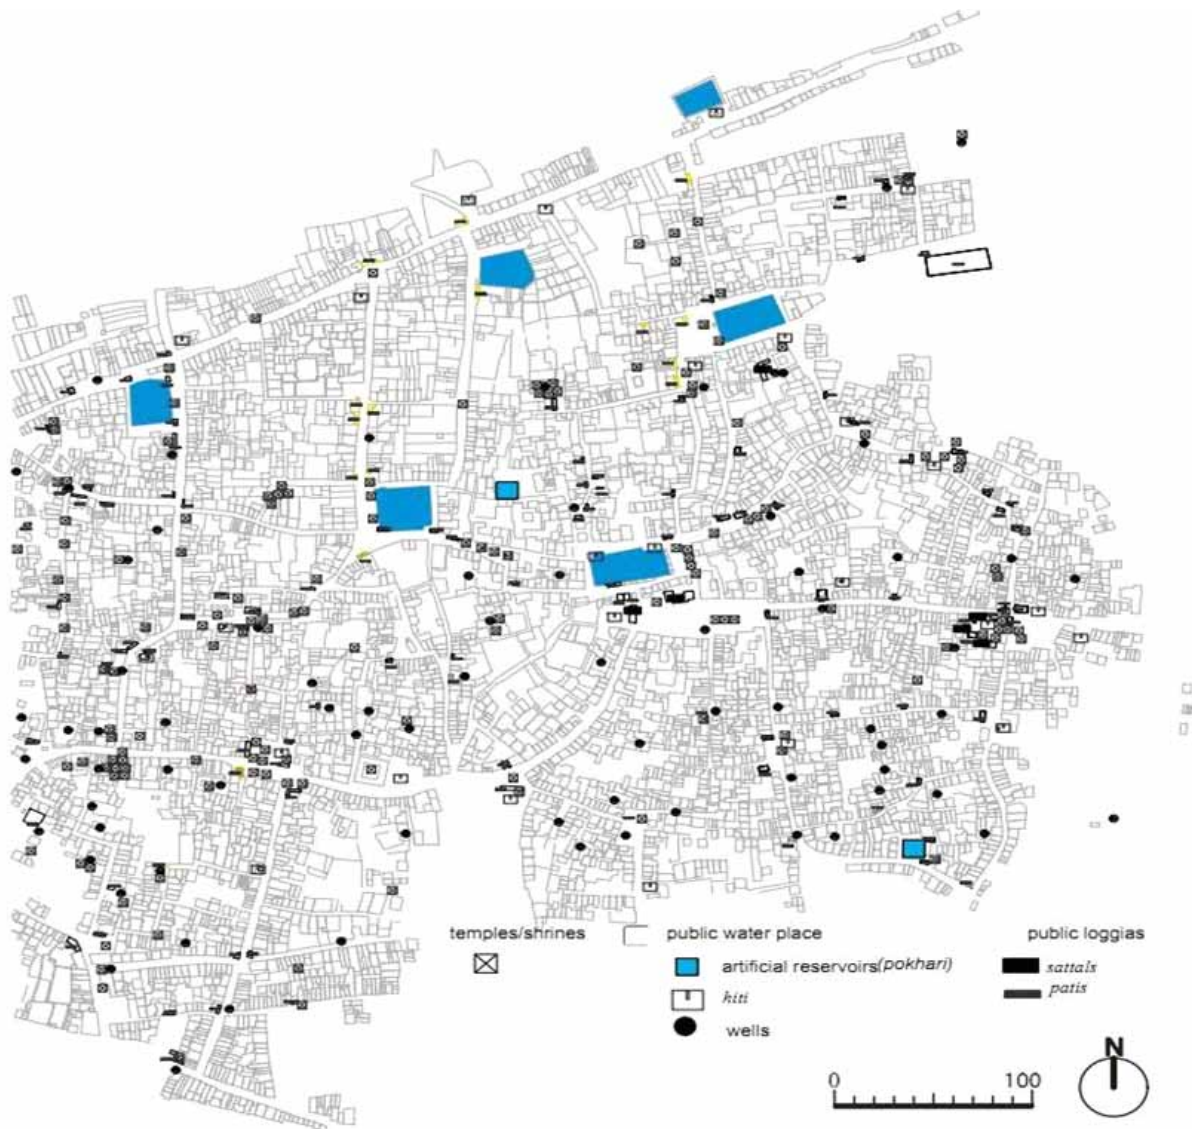 temples/shrines
public water place
artificial reservoirs(pokhari)
hiti
wells
public loggias
sattals
patis
N
0 100